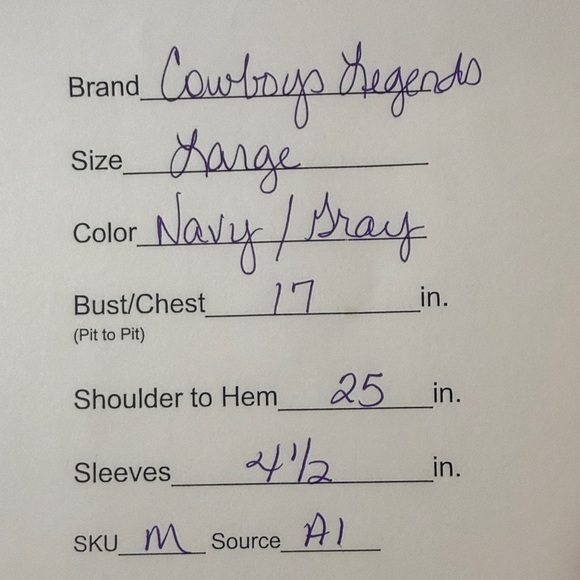 Brand Cowboys Legends
Size Large
Color Navy / Gray
Bust/Chest 17 in.
(Pit to Pit)
Shoulder to Hem 25 in.
Sleeves 4 1/2 in.
SKU M Source A1